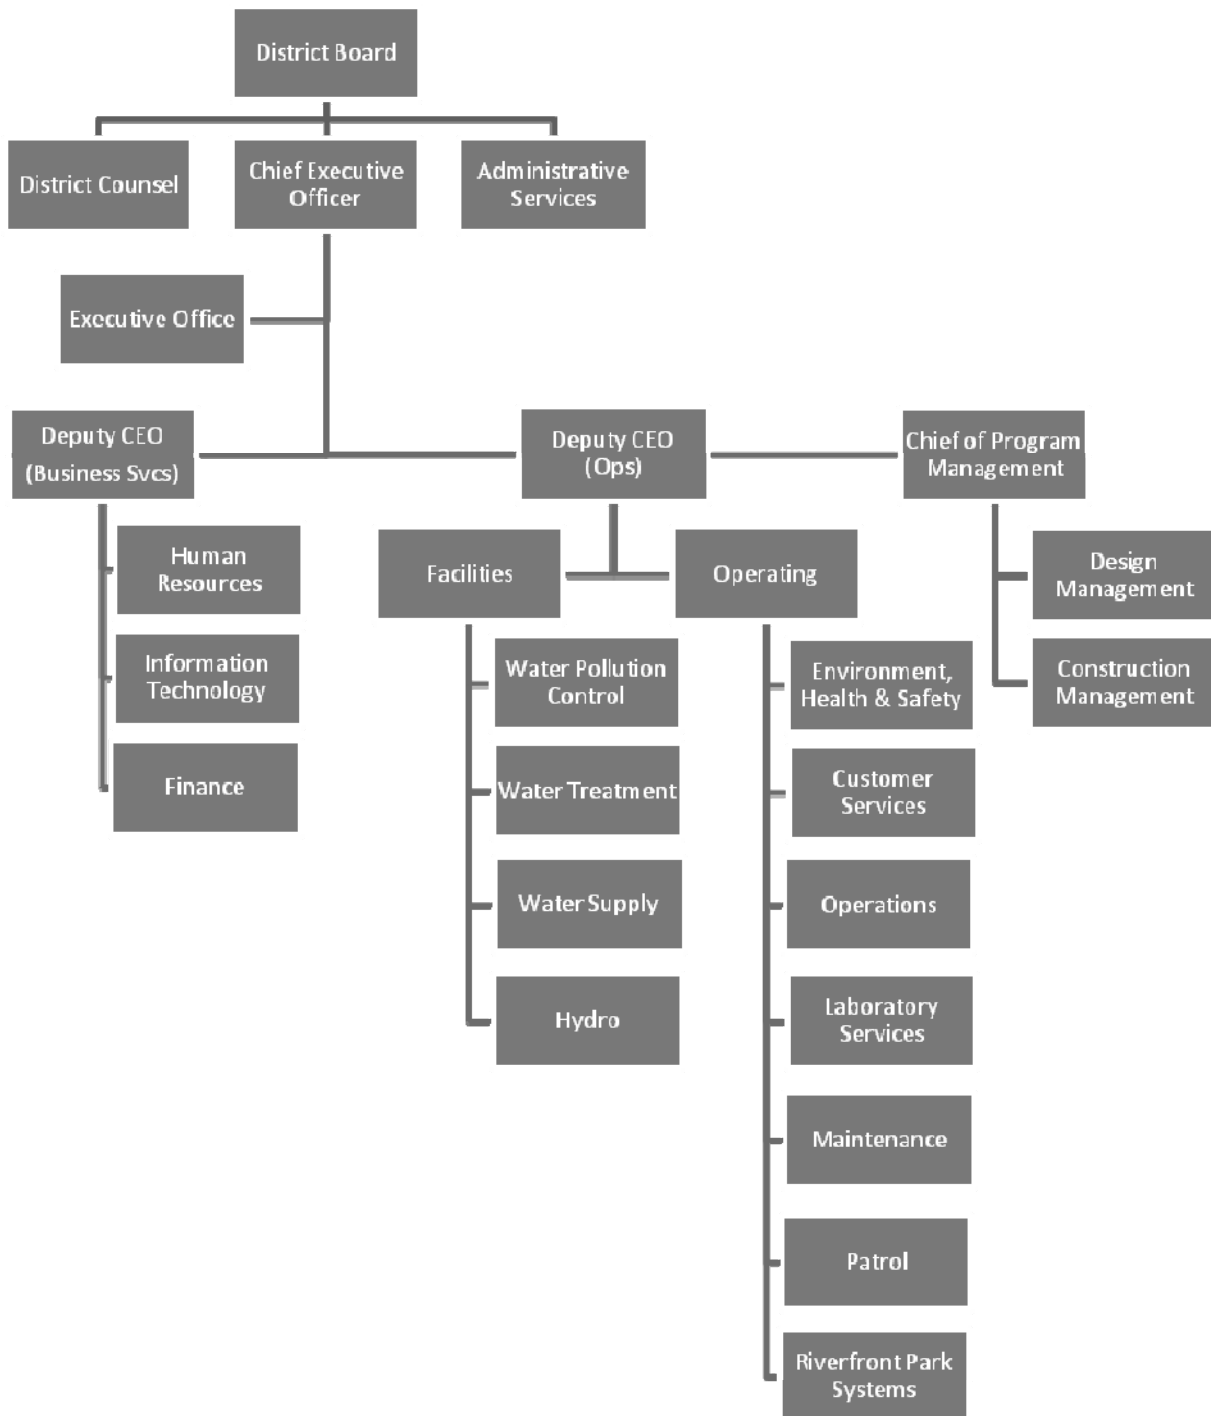 District Board
District Counsel
Chief Executive
Officer
Administrative
Services
Executive Office
Deputy CEO
(Business Svcs)
Deputy CEO
(Ops)
Chief of Program
Management
Human
Resources
Information
Technology
Finance
Facilities
Operating
Water Pollution
Control
Water Treatment
Water Supply
Hydro
Environment,
Health & Safety
Customer
Services
Operations
Laboratory
Services
Maintenance
Patrol
Riverfront Park
Systems
Design
Management
Construction
Management